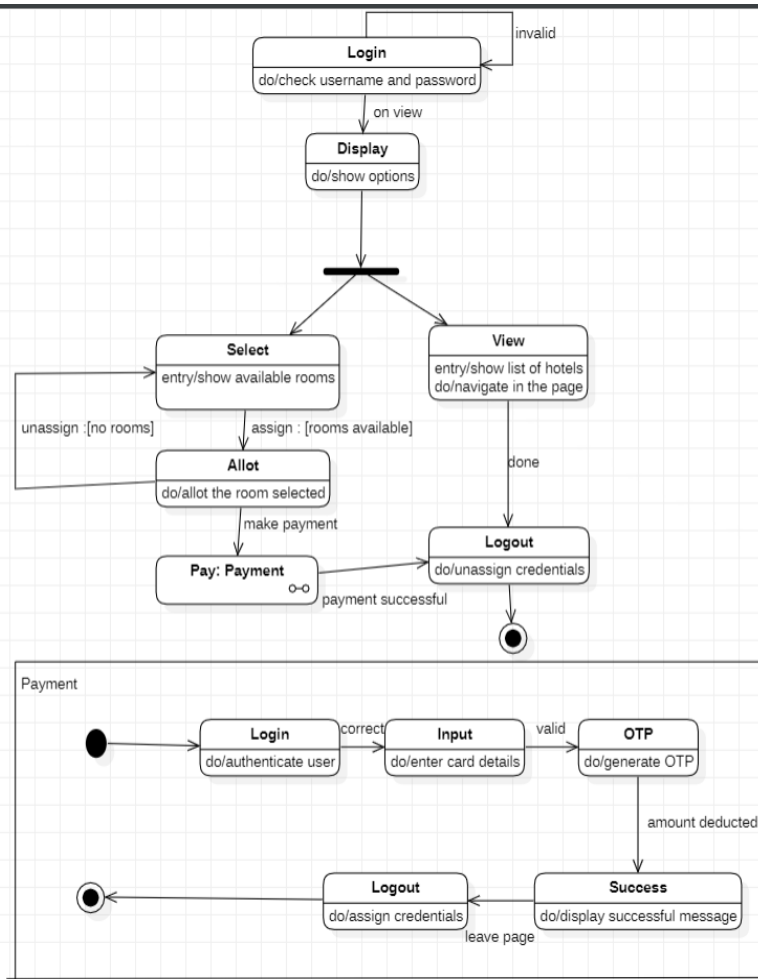 invalid
Login
do/check username and password
on view
Display
do/show options
Select
entry/show available rooms
View
entry/show list of hotels
do/navigate in the page
unassign :[no rooms]
assign : [rooms available]
Allot
do/allot the room selected
done
make payment
Pay: Payment
Logout
do/unassign credentials
payment successful
Payment
Login
do/authenticate user
correct
Input
do/enter card details
valid
OTP
do/generate OTP
amount deducted
Success
do/display successful message
leave page
Logout
do/assign credentials